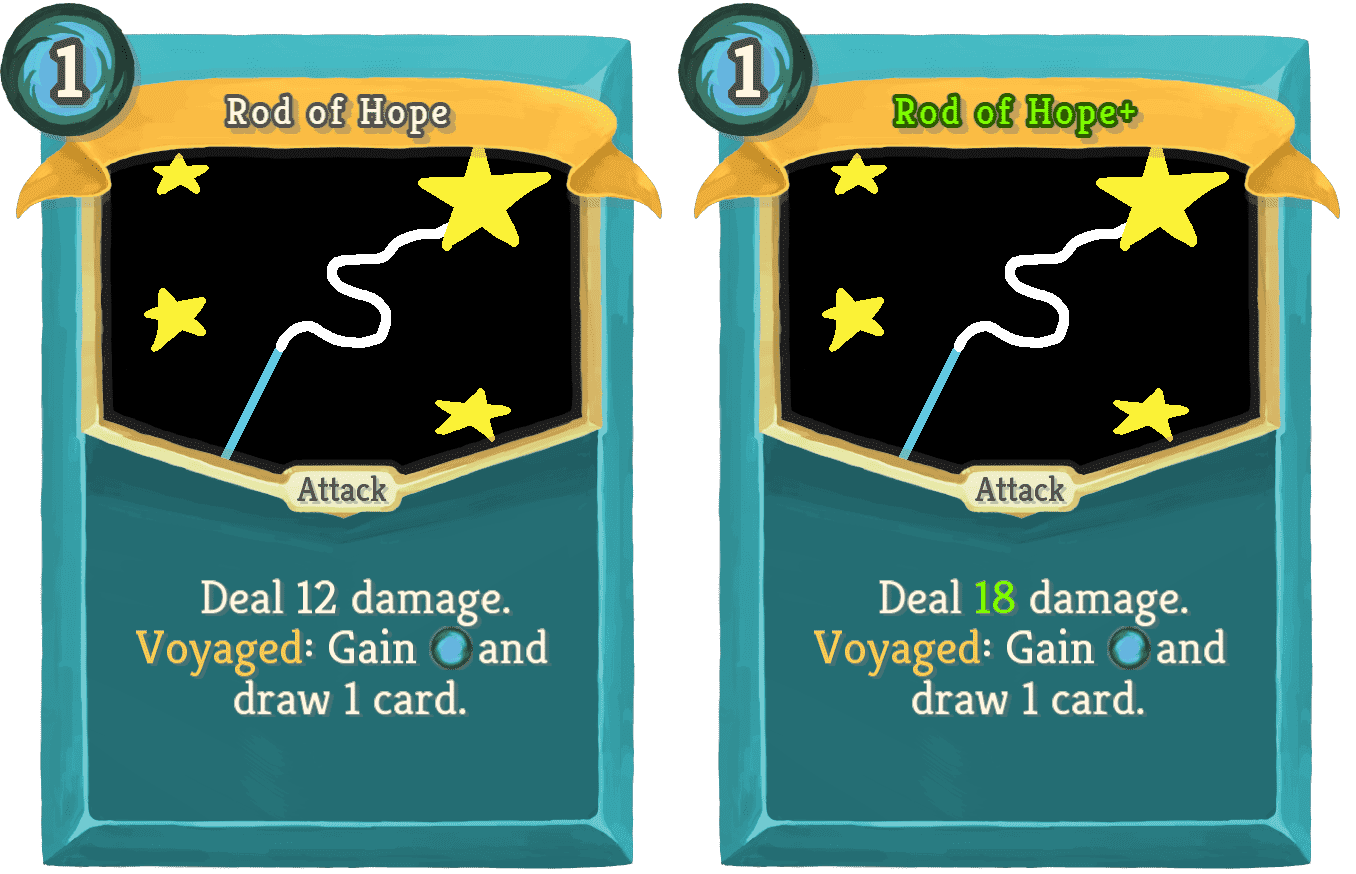 1
Rod of Hope
Attack
Deal 12 damage.
Voyaged: Gain and
draw 1 card.
1
Rod of Hope+
Attack
Deal 18 damage.
Voyaged: Gain and
draw 1 card.